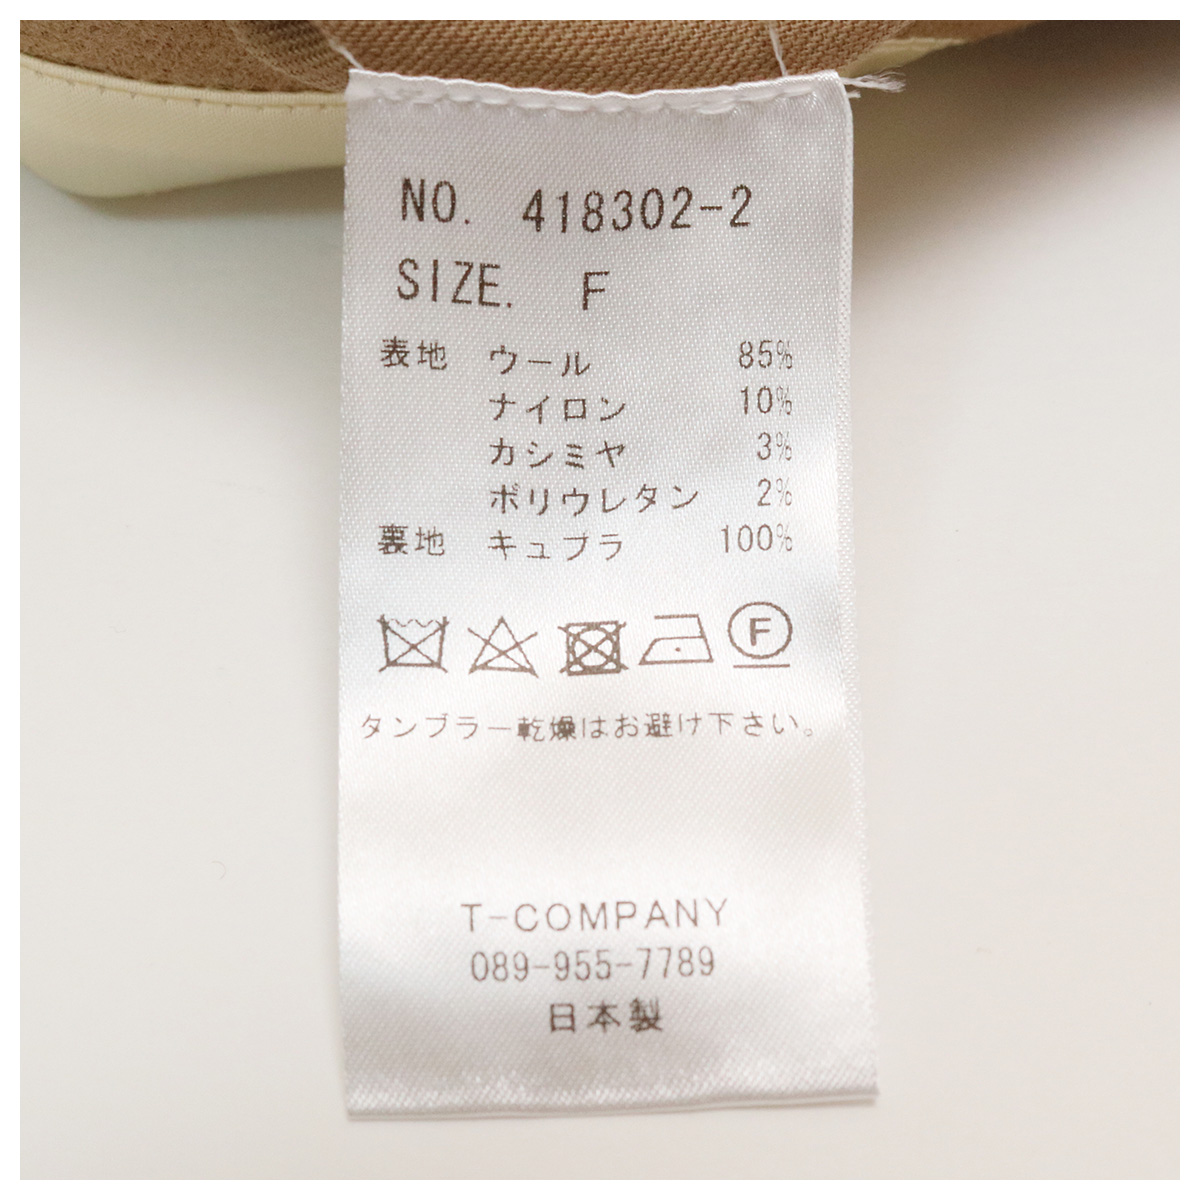 NO. 418302-2
SIZE. F
表地 ウール 85%
ナイロン 10%
カシミヤ 3%
ポリウレタン 2%
裏地 キュプラ 100%
F
タンブラー乾燥はお避け下さい。
T-COMPANY
089-955-7789
日本製